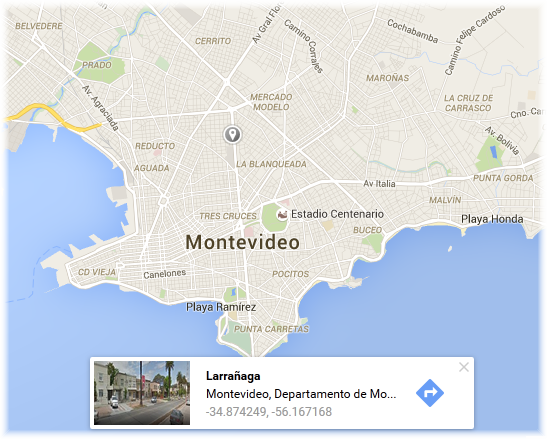 BELVEDERE
CERRITO
Av Gral Flor
Camino Corrales
Cochabamba
Camino Felipe Cardoso
PRADO
MAROÑAS
Av. Agraciada
MERCADO
MODELO
LA CRUZ DE
CARRASCO
Cno. Car
Av. Bolivia
REDUCTO
AGUADA
LA BLANQUEADA
Av Italia
PUNTA GORDA
MALVÍN
TRES CRUCES
Estadio Centenario
Playa Honda
BUCEO
Montevideo
CD VIEJA
Canelones
POCITOS
Playa Ramírez
PUNTA CARRETAS
Larrañaga
Montevideo, Departamento de Mo...
-34.874249, -56.167168